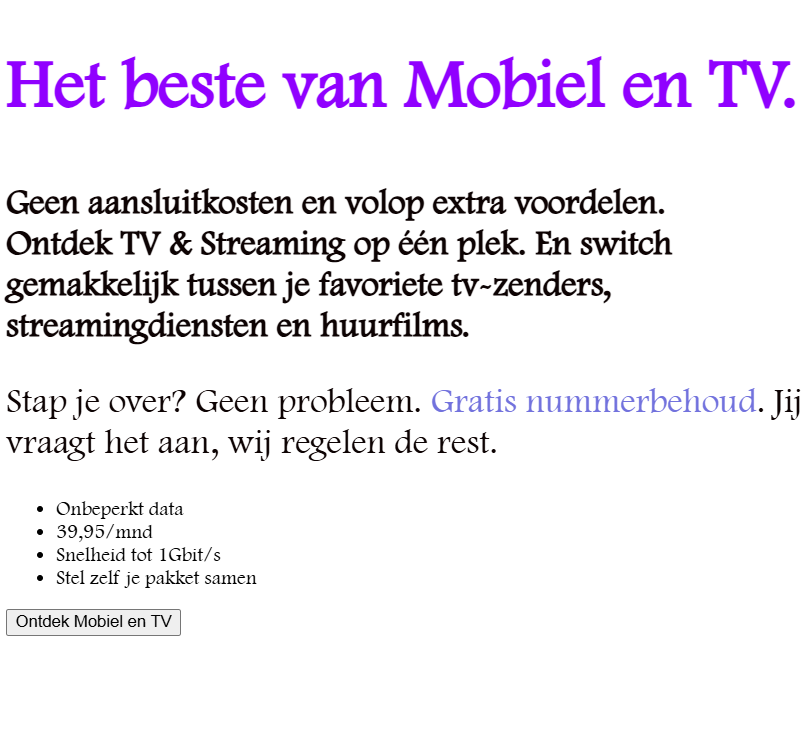 Het beste van Mobiel en TV.
Geen aansluitkosten en volop extra voordelen.
Ontdek TV & Streaming op één plek. En switch
gemakkelijk tussen je favoriete tv-zenders,
streamingdiensten en huurfilms.
Stap je over? Geen probleem. Gratis nummerbehoud. Jij
vraagt het aan, wij regelen de rest.
• Onbeperkt data
• 39,95/mnd
• Snelheid tot 1Gbit/s
• Stel zelf je pakket samen
Ontdek Mobiel en TV